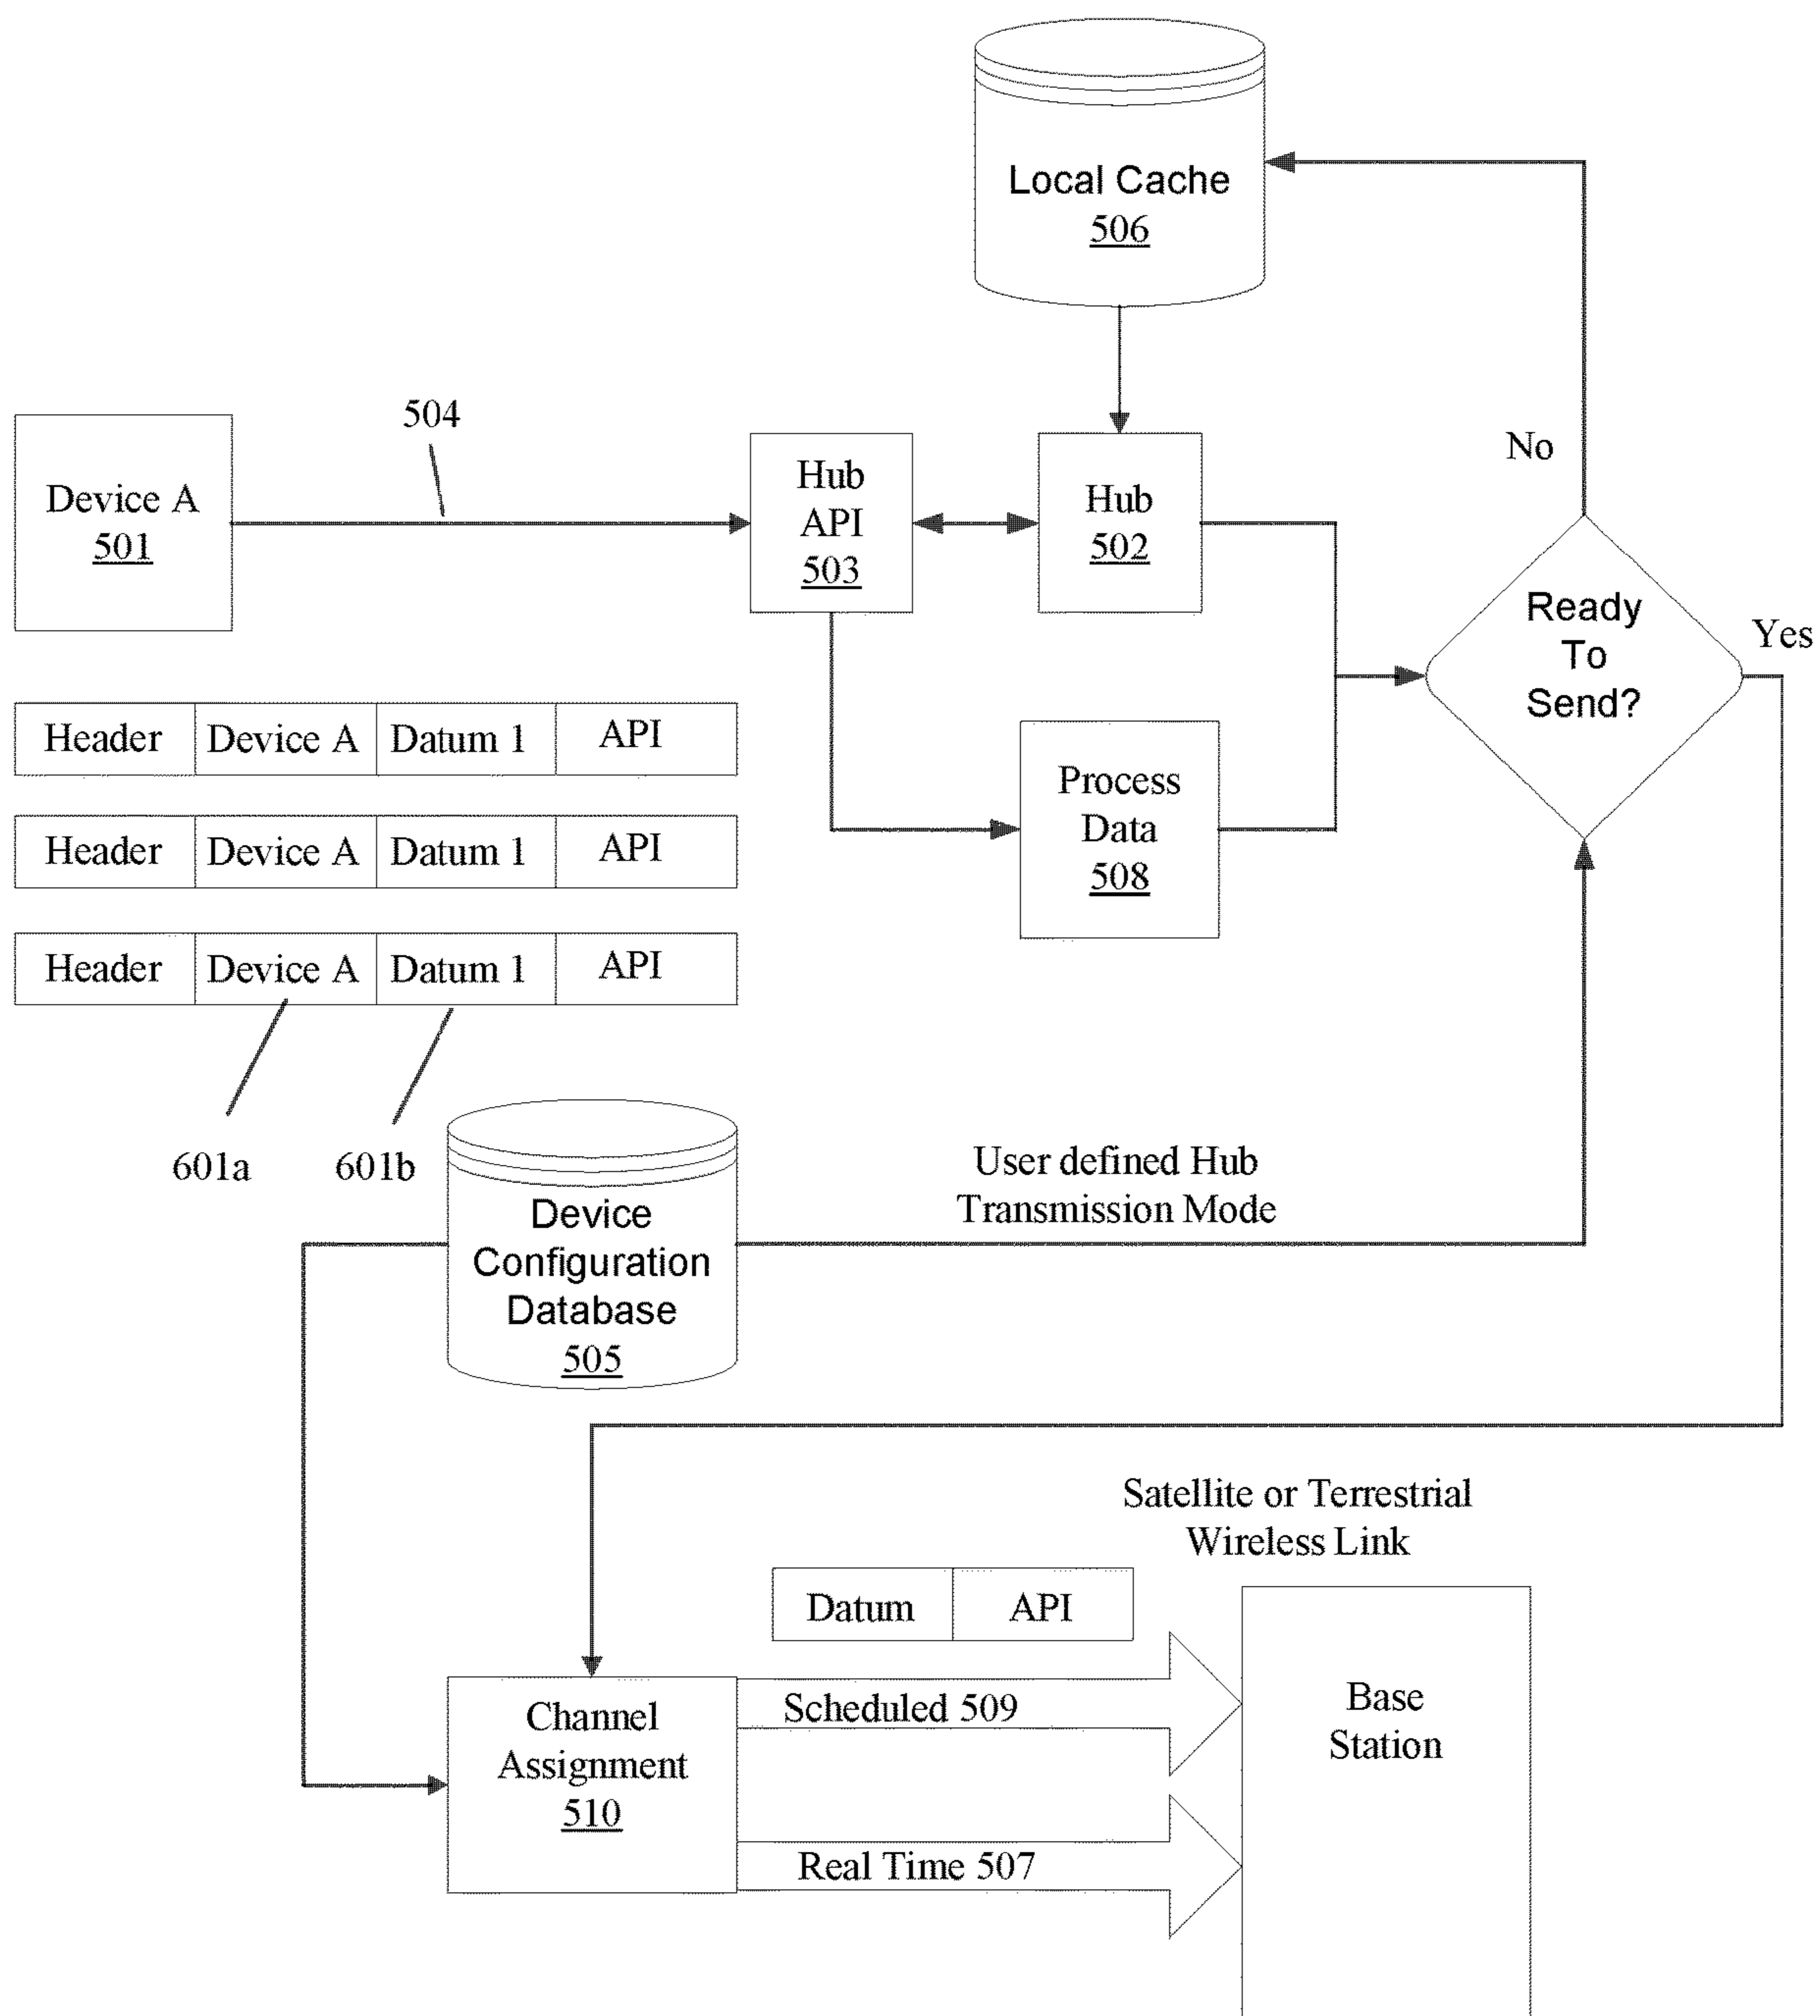 Local Cache
506
504
No
Device A
501
Hub
API
503
Hub
502
Ready
To
Send?
Yes
Header Device A Datum 1 API
Header Device A Datum 1 API
Header Device A Datum 1 API
Process
Data
508
601a 601b
Device
Configuration
Database
505
User defined Hub
Transmission Mode
Satellite or Terrestrial
Wireless Link
Datum API
Channel
Assignment
510
Scheduled 509
Real Time 507
Base
Station